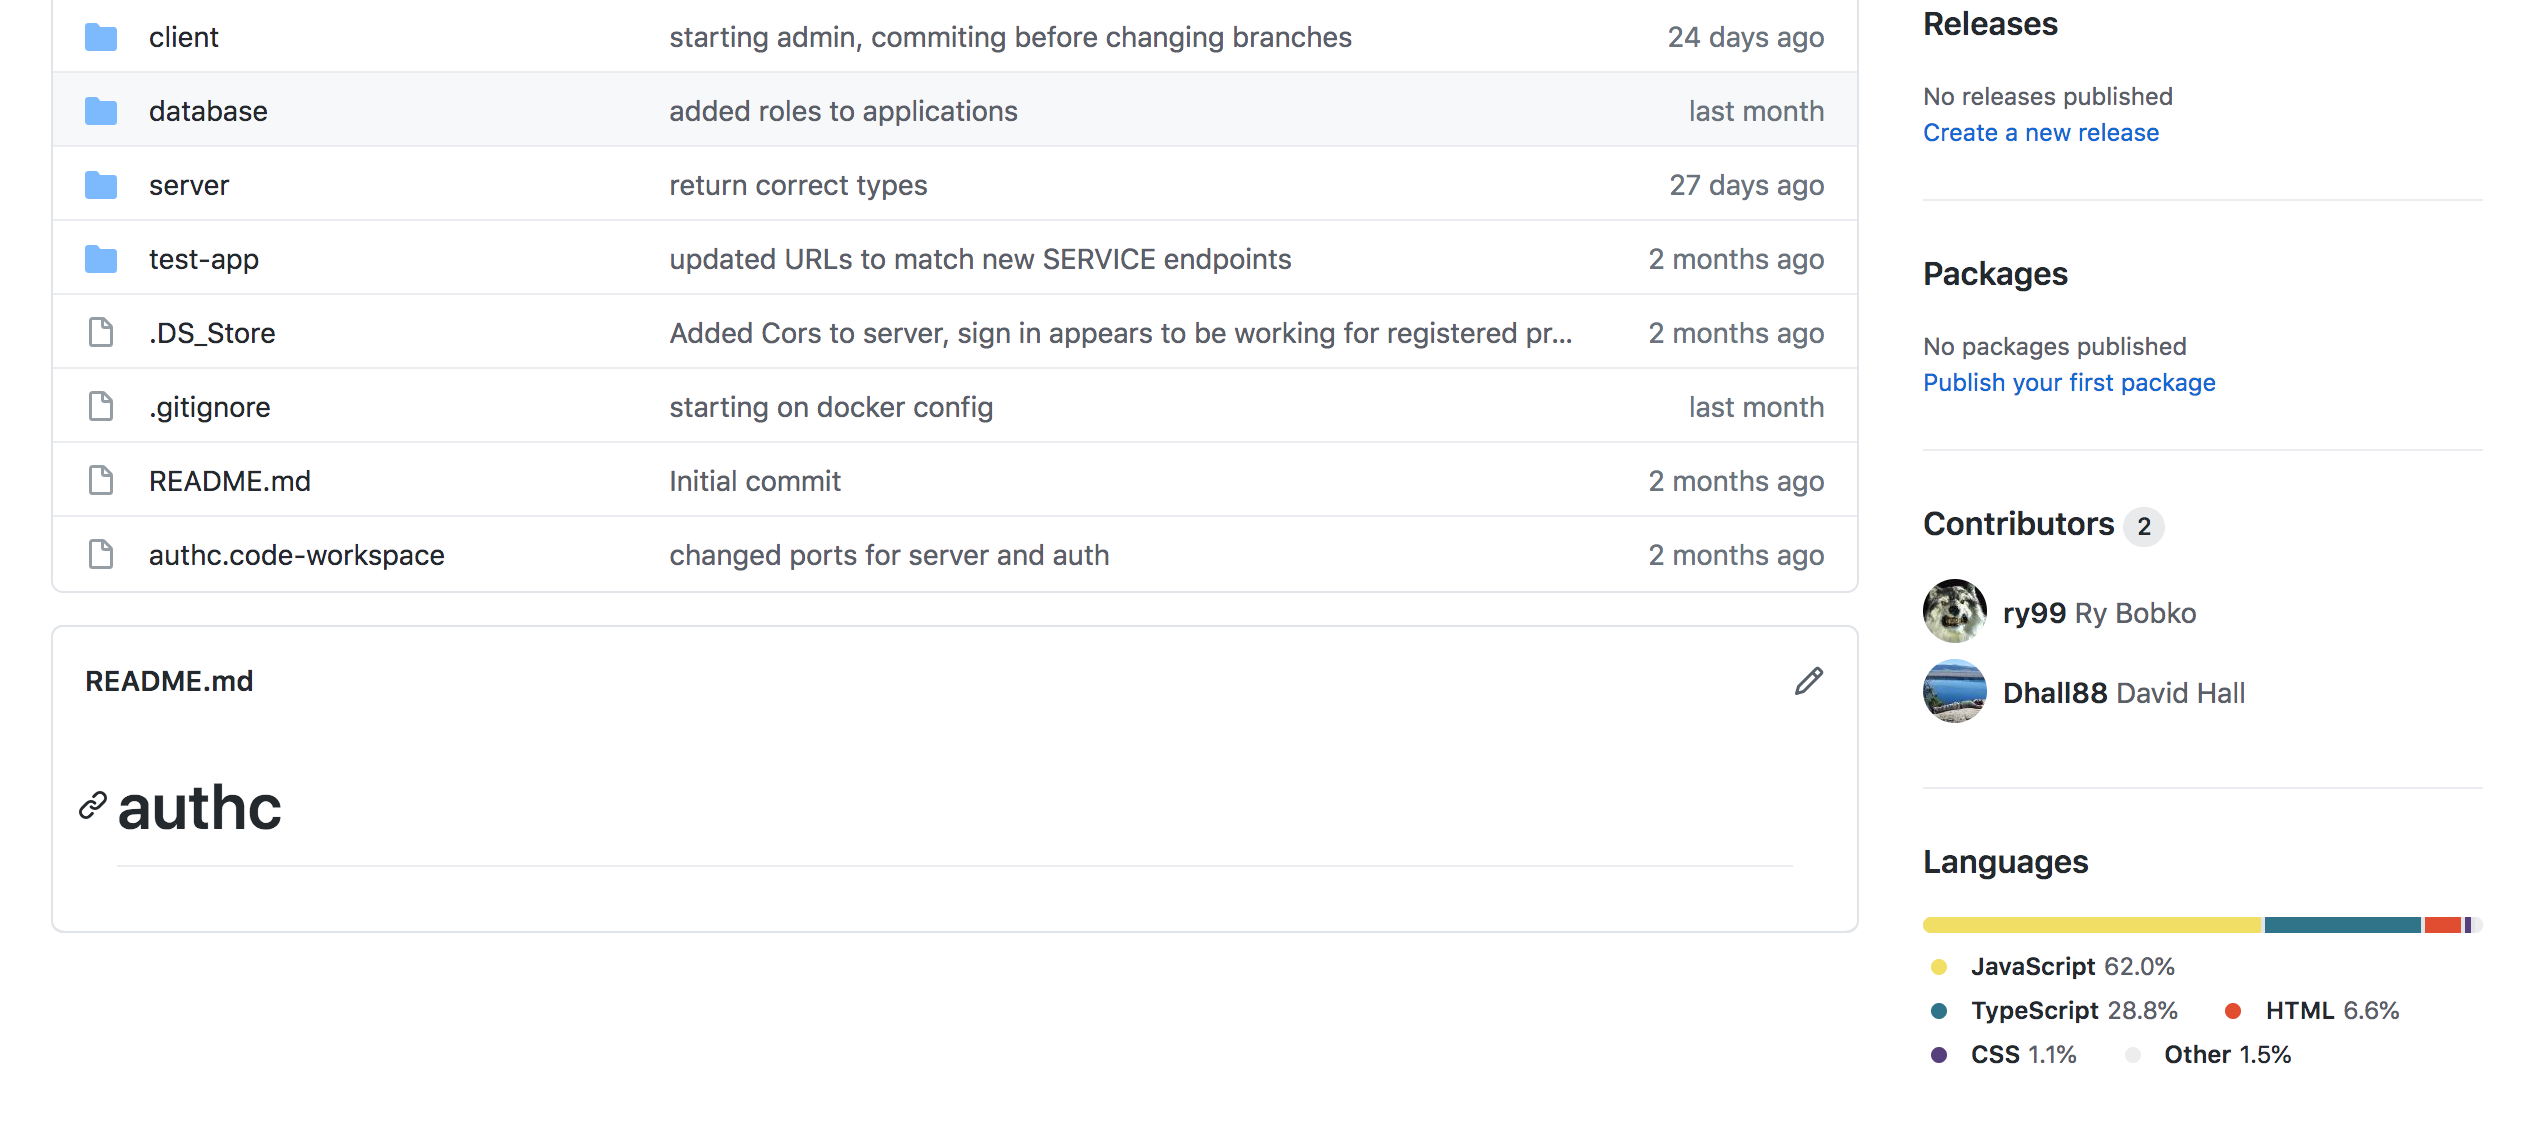 client starting admin, commiting before changing branches 24 days ago
database added roles to applications last month
server return correct types 27 days ago
test-app updated URLs to match new SERVICE endpoints 2 months ago
.DS_Store Added Cors to server, sign in appears to be working for registered pr... 2 months ago
.gitignore starting on docker config last month
README.md Initial commit 2 months ago
authc.code-workspace changed ports for server and auth 2 months ago
README.md
authc
Releases
No releases published
Create a new release
Packages
No packages published
Publish your first package
Contributors 2
ry99 Ry Bobko
Dhall88 David Hall
Languages
JavaScript 62.0%
TypeScript 28.8% HTML 6.6%
CSS 1.1% Other 1.5%